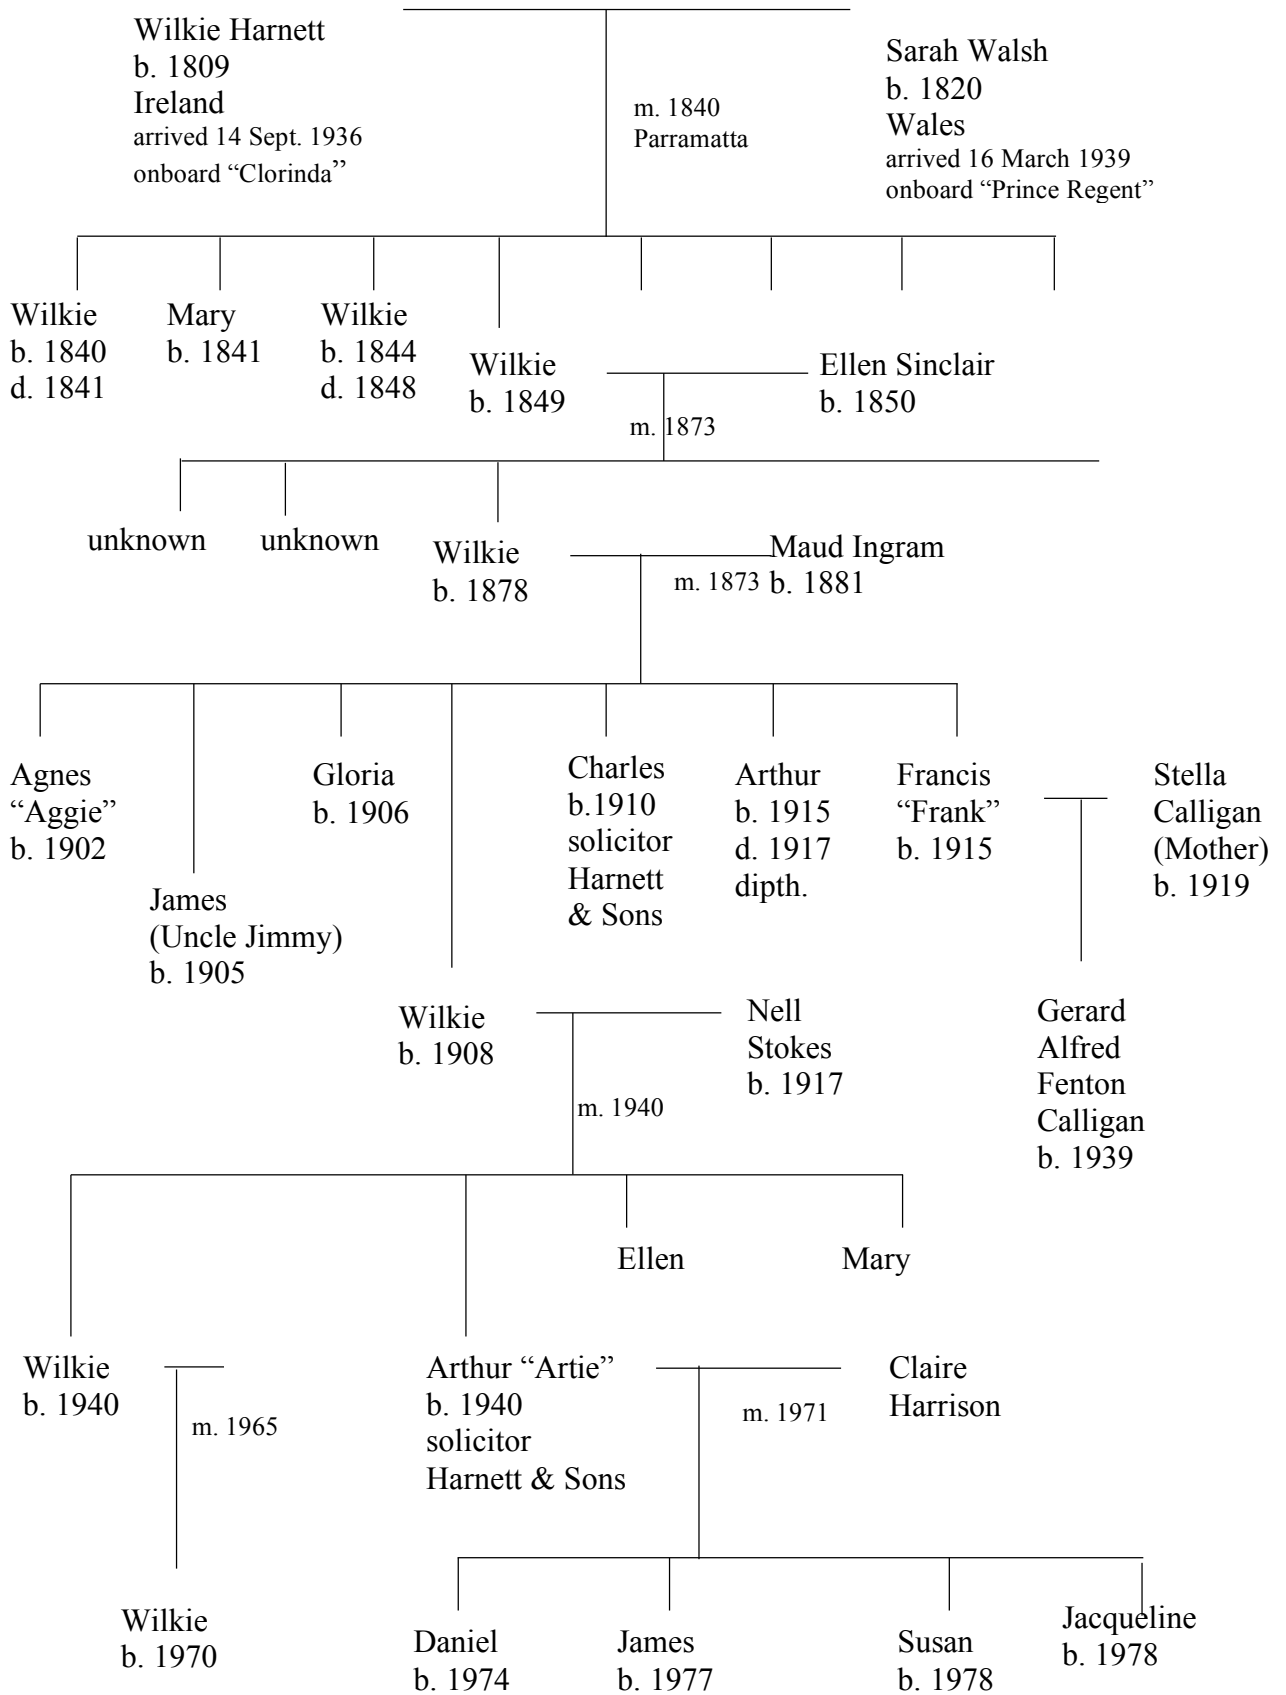 Wilkie Harnett
b. 1809
Ireland
arrived 14 Sept. 1936
onboard “Clorinda”
m. 1840
Parramatta
Sarah Walsh
b. 1820
Wales
arrived 16 March 1939
onboard “Prince Regent”
Wilkie
b. 1840
d. 1841
Mary
b. 1841
Wilkie
b. 1844
d. 1848
Wilkie
b. 1849
m. 1873
Ellen Sinclair
b. 1850
unknown
unknown
Wilkie
b. 1878
m. 1873
Maud Ingram
b. 1881
Agnes
“Aggie”
b. 1902
James
(Uncle Jimmy)
b. 1905
Gloria
b. 1906
Wilkie
b. 1908
m. 1940
Nell
Stokes
b. 1917
Charles
b.1910
solicitor
Harnett
& Sons
Arthur
b. 1915
d. 1917
dipth.
Francis
“Frank”
b. 1915
Stella
Calligan
(Mother)
b. 1919
Gerard
Alfred
Fenton
Calligan
b. 1939
Ellen
Mary
Wilkie
b. 1940
m. 1965
Arthur “Artie”
b. 1940
solicitor
Harnett & Sons
m. 1971
Claire
Harrison
Wilkie
b. 1970
Daniel
b. 1974
James
b. 1977
Susan
b. 1978
Jacqueline
b. 1978